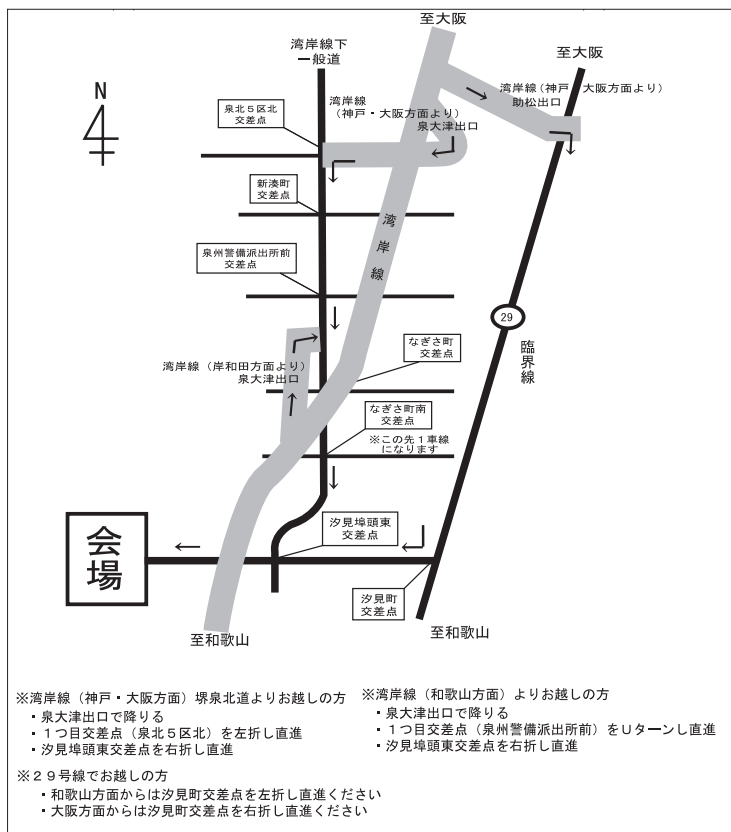 至大阪
湾岸線下
一般道
至大阪
N
湾岸線
(神戸・大阪方面より)
泉大津出口
湾岸線(神戸・大阪方面より)
助松出口
泉北5区北
交差点
新湊町
交差点
湾岸線
泉州警備派出所前
交差点
29
臨界線
なぎさ町
交差点
湾岸線(岸和田方面より)
泉大津出口
なぎさ町南
交差点
※この先1車線
になります
汐見埠頭東
交差点
会場
汐見町
交差点
至和歌山
至和歌山
※湾岸線(神戸・大阪方面)堺泉北道よりお越しの方
・泉大津出口で降りる
・1つ目交差点(泉北5区北)を左折し直進
・汐見埠頭東交差点を右折し直進
※湾岸線(和歌山方面)よりお越しの方
・泉大津出口で降りる
・1つ目交差点(泉州警備派出所前)をUターンし直進
・汐見埠頭東交差点を右折し直進
※29号線でお越しの方
・和歌山方面からは汐見町交差点を左折し直進ください
・大阪方面からは汐見町交差点を右折し直進ください